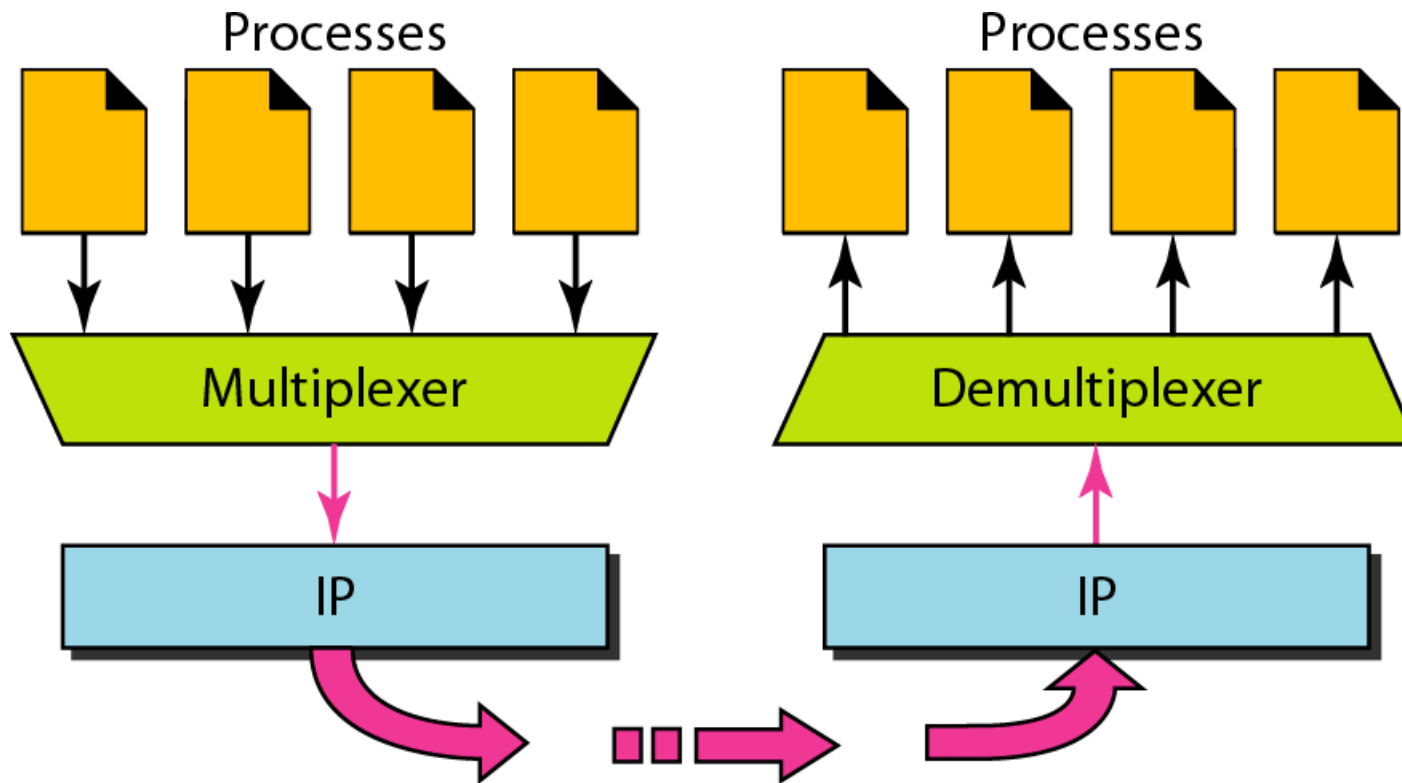 Processes
Processes
Multiplexer
Demultiplexer
IP
IP